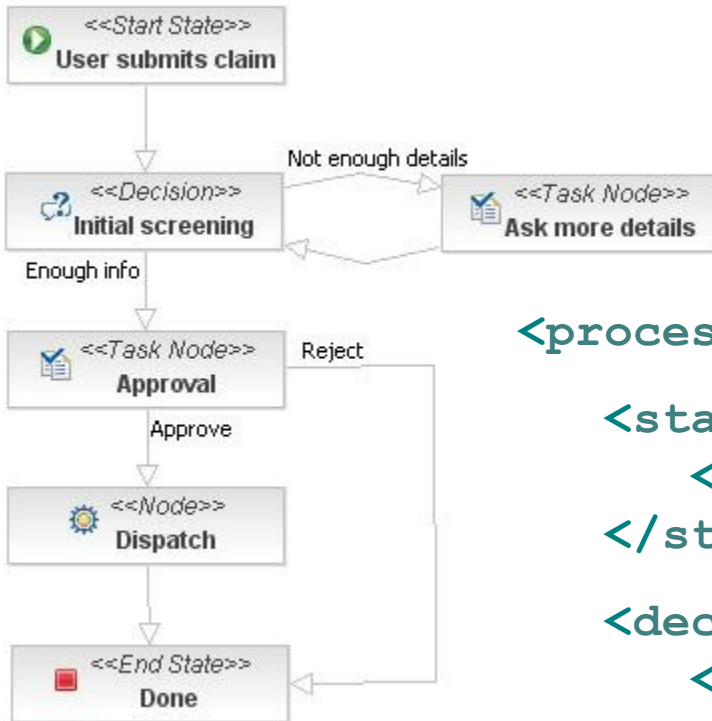 <<Start State>>
User submits claim
Not enough details
<<Decision>>
Initial screening
<<Task Node>>
Ask more details
Enough info
<<Task Node>>
Approval
Reject
Approve
<<Node>>
Dispatch
<<End State>>
Done
<proces
<sta
<
</st
<dec
<